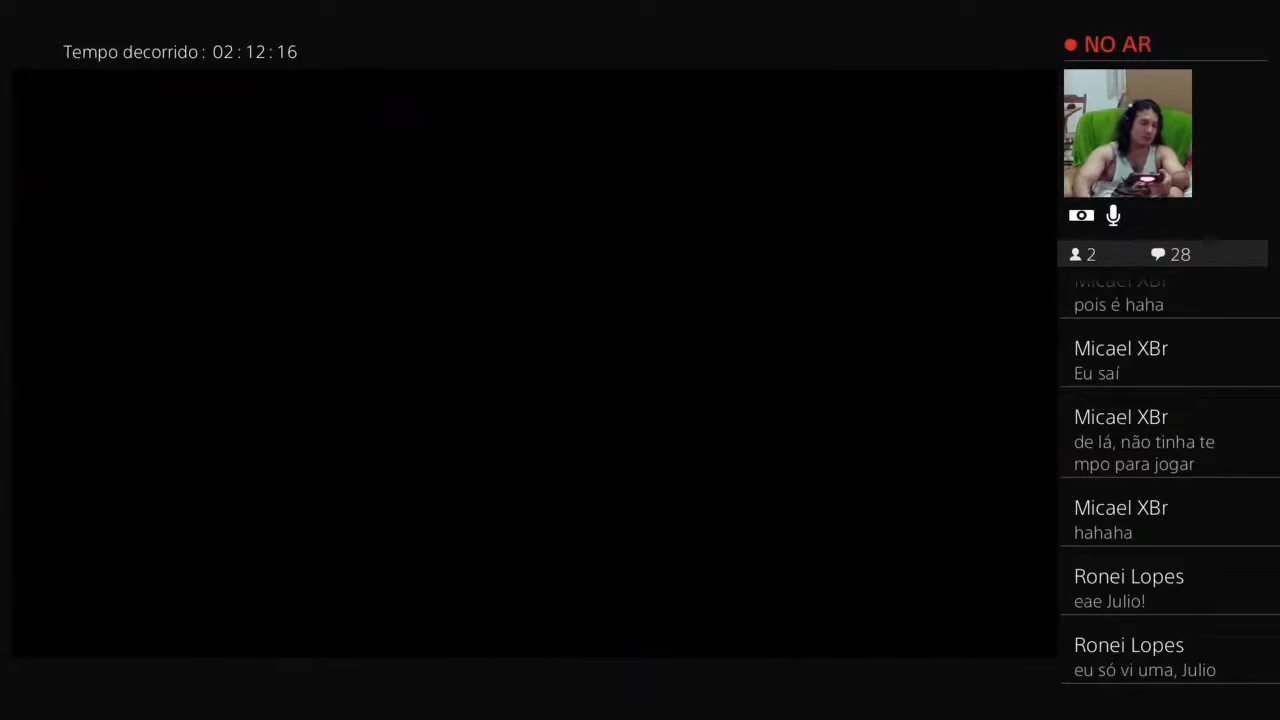 Tempo decorrido: 02:12:16
NO AR
2 28
Micael XBr
pois é haha
Micael XBr
Eu saí
Micael XBr
de lá, não tinha te
mpo para jogar
Micael XBr
hahaha
Ronei Lopes
eae Julio!
Ronei Lopes
eu só vi uma, Julio